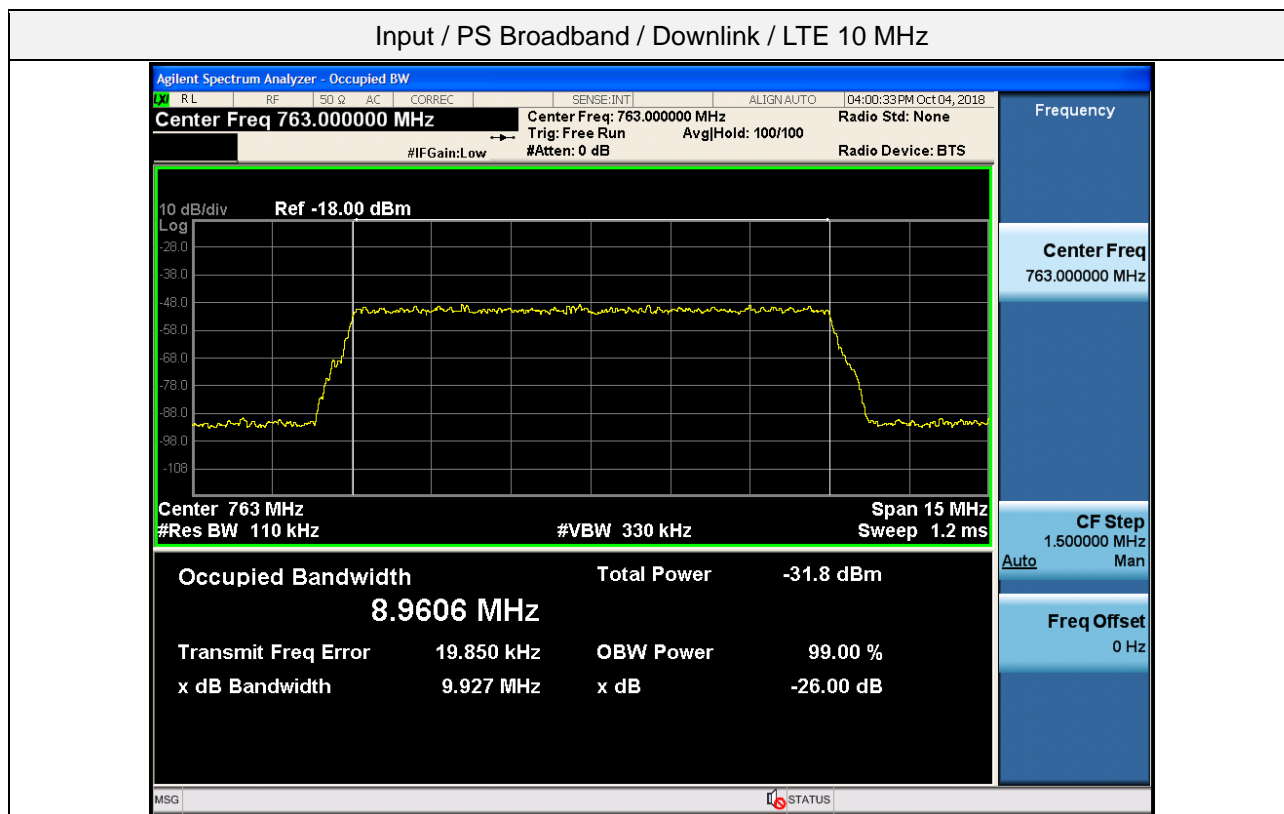 Input / PS Broadband / Downlink / LTE 10 MHz
Agilent Spectrum Analyzer - Occupied BW
LXI RL RF 50 Ω AC CORREC SENSE:INT ALIGN AUTO 04:00:33 PM Oct 04, 2018
Center Freq 763.000000 MHz
Center Freq: 763.000000 MHz
Radio Std: None
Trig: Free Run Avg|Hold: 100/100
#IFGain:Low
#Atten: 0 dB
Radio Device: BTS
10 dB/div Ref -18.00 dBm
Log
-28.0
-38.0
-48.0
-58.0
-68.0
-78.0
-88.0
-98.0
-108
Center 763 MHz
Span 15 MHz
#Res BW 110 kHz
#VBW 330 kHz
Sweep 1.2 ms
Occupied Bandwidth
8.9606 MHz
Total Power -31.8 dBm
Transmit Freq Error 19.850 kHz
OBW Power 99.00 %
x dB Bandwidth 9.927 MHz
x dB -26.00 dB
Frequency
Center Freq
763.000000 MHz
CF Step
1.500000 MHz
Auto Man
Freq Offset
0 Hz
MSG
STATUS